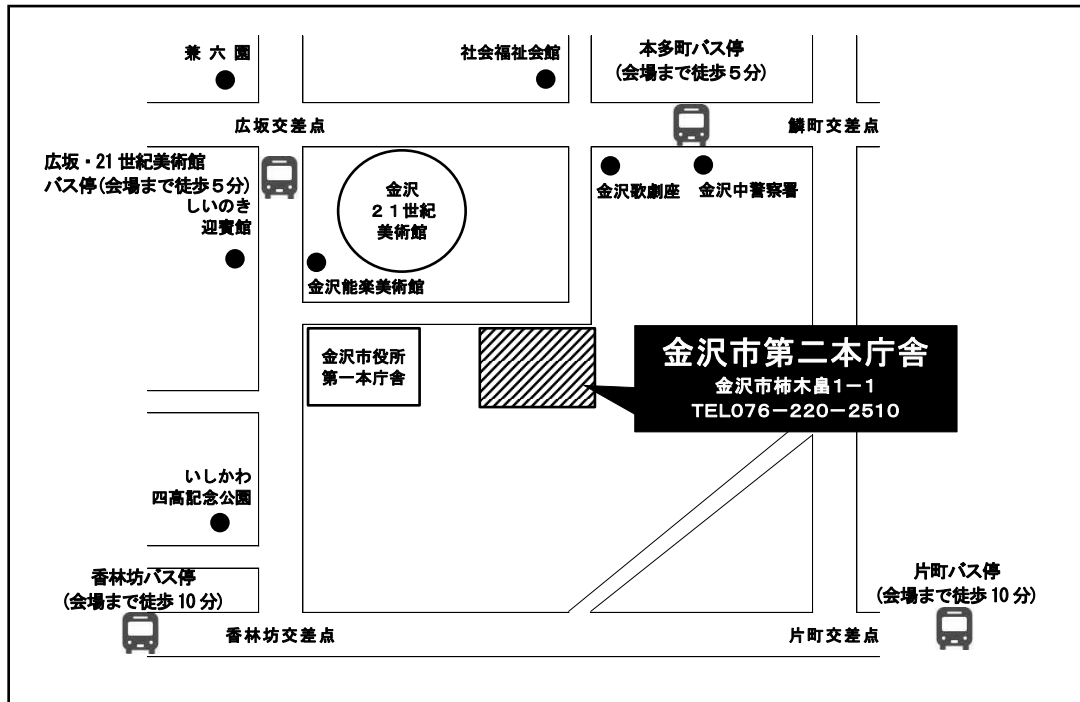 兼六園
社会福祉会館
本多町バス停
(会場まで徒歩5分)
広坂交差点
鱗町交差点
広坂・21世紀美術館
バス停(会場まで徒歩5分)
しいのき
迎賓館
金沢
21世紀
美術館
金沢歌劇座
金沢中警察署
金沢能楽美術館
金沢市役所
第一本庁舎
金沢市第二本庁舎
金沢市柿木畠1-1
TEL076-220-2510
いしかわ
四高記念公園
香林坊バス停
(会場まで徒歩10分)
片町バス停
(会場まで徒歩10分)
香林坊交差点
片町交差点